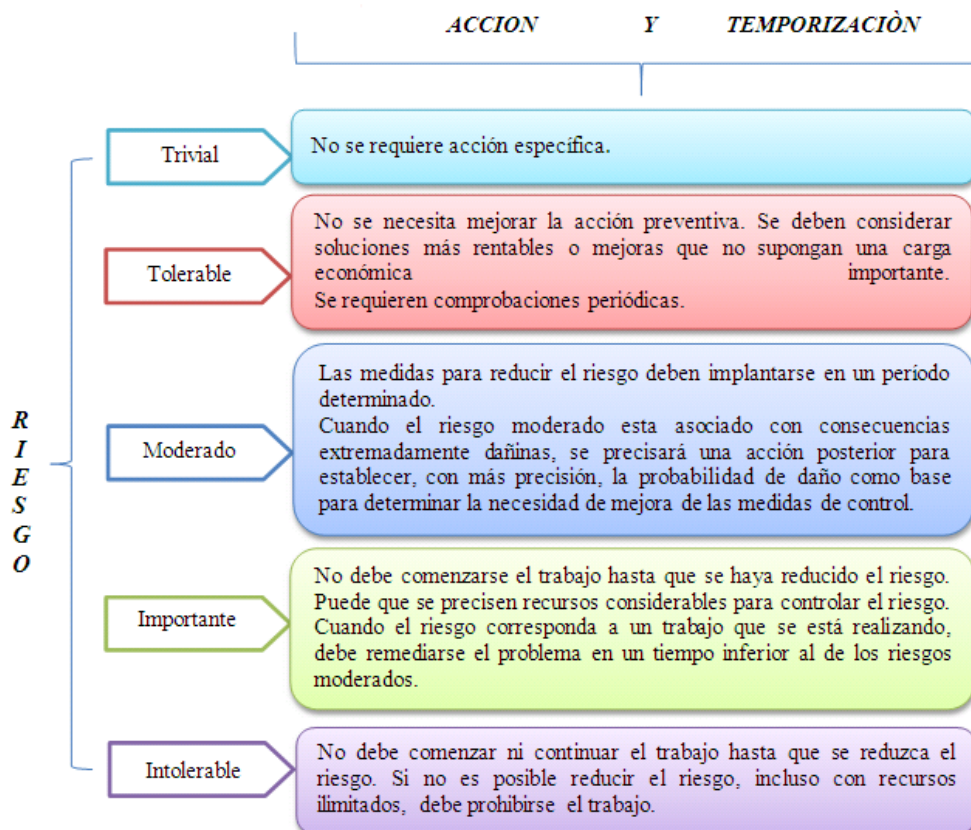 ACCION Y TEMPORIZACIÒN
Trivial
No se requiere acción específica.
Tolerable
No se necesita mejorar la acción preventiva. Se deben considerar
soluciones más rentables o mejoras que no supongan una carga
económica importante.
Se requieren comprobaciones periódicas.
RIESGO
Moderado
Las medidas para reducir el riesgo deben implantarse en un período
determinado.
Cuando el riesgo moderado esta asociado con consecuencias
extremadamente dañinas, se precisará una acción posterior para
establecer, con más precisión, la probabilidad de daño como base
para determinar la necesidad de mejora de las medidas de control.
Importante
No debe comenzarse el trabajo hasta que se haya reducido el riesgo.
Puede que se precisen recursos considerables para controlar el riesgo.
Cuando el riesgo corresponda a un trabajo que se está realizando,
debe remediarse el problema en un tiempo inferior al de los riesgos
moderados.
Intolerable
No debe comenzar ni continuar el trabajo hasta que se reduzca el
riesgo. Si no es posible reducir el riesgo, incluso con recursos
ilimitados, debe prohibirse el trabajo.